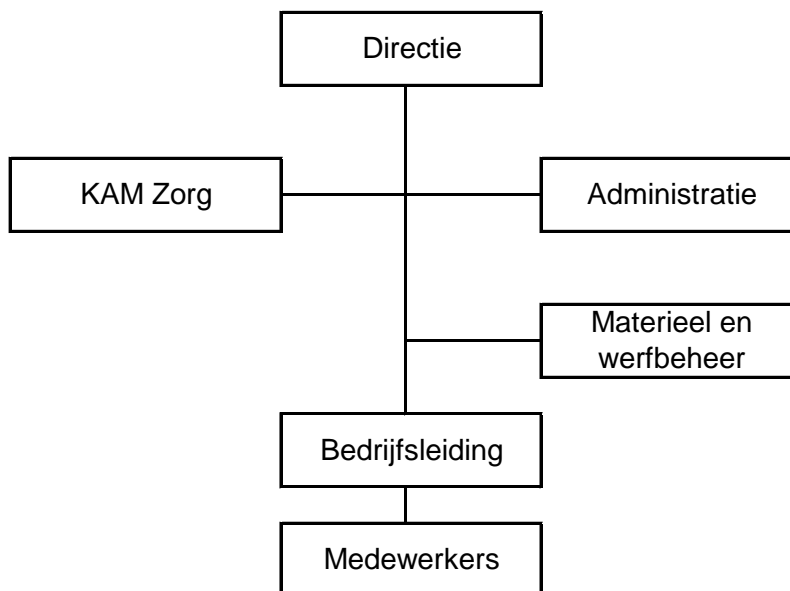 Directie
KAM Zorg
Administratie
Materieel en
werfbeheer
Bedrijfsleiding
Medewerkers